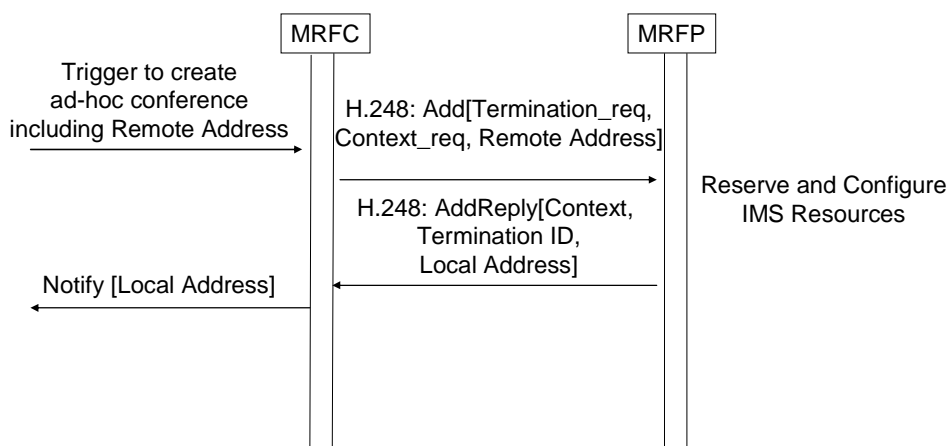 MRFC
MRFP
Trigger to create
ad-hoc conference
including Remote Address
H.248: Add[Termination_req,
Context_req, Remote Address]
Reserve and Configure
IMS Resources
H.248: AddReply[Context,
Termination ID,
Local Address]
Notify [Local Address]